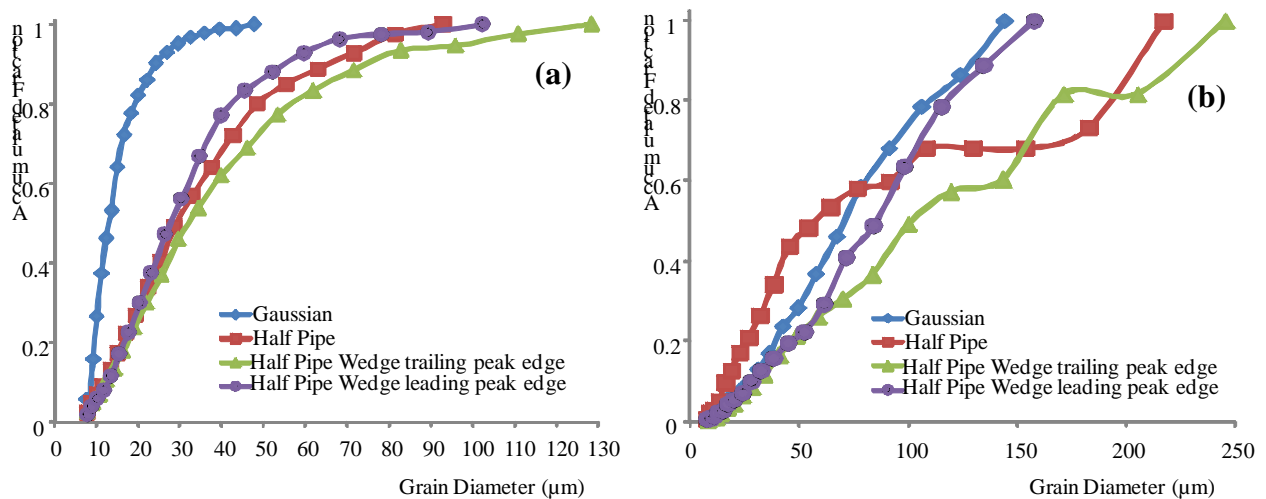 Accumulated Fraction
1
0.8
0.6
0.4
0.2
0
(a)
Gaussian
Half Pipe
Half Pipe Wedge trailing peak edge
Half Pipe Wedge leading peak edge
0 10 20 30 40 50 60 70 80 90 100 110 120 130
Grain Diameter (µm)
Accumulated Fraction
1
0.8
0.6
0.4
0.2
0
(b)
Gaussian
Half Pipe
Half Pipe Wedge trailing peak edge
Half Pipe Wedge leading peak edge
0 50 100 150 200 250
Grain Diameter (µm)